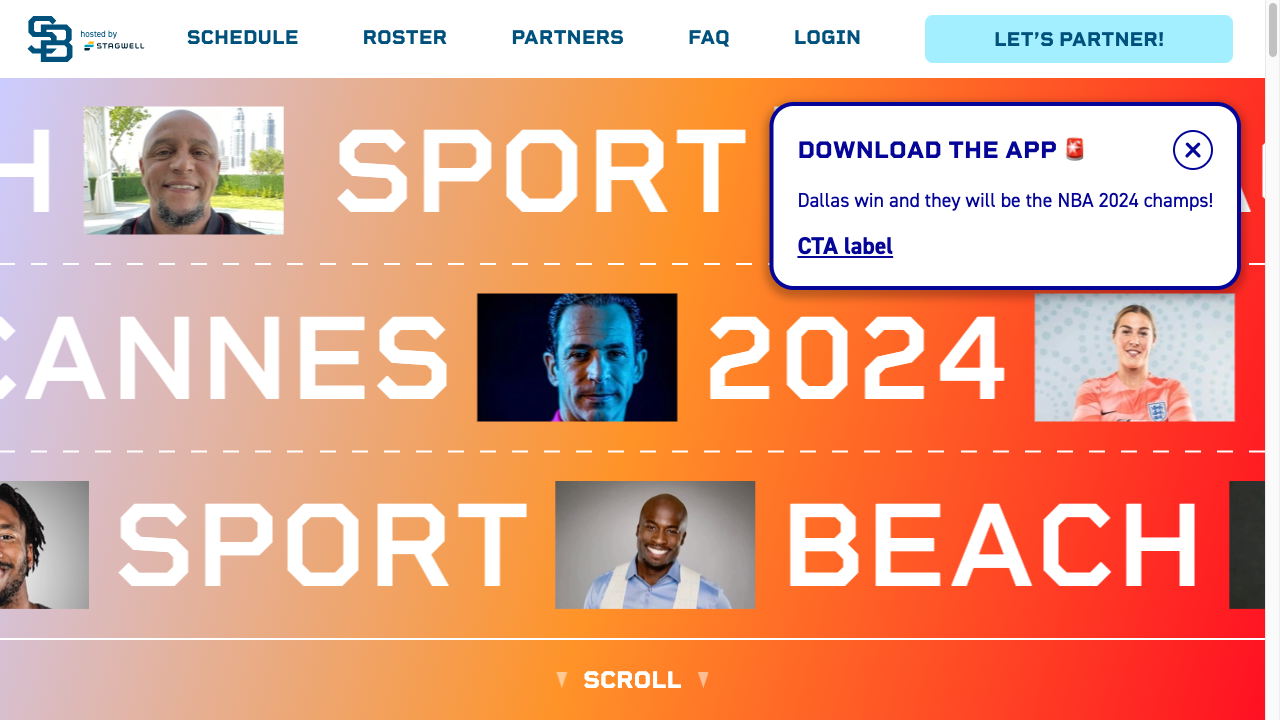 SB hosted by STAGWELL
SCHEDULE ROSTER PARTNERS FAQ LOGIN LET’S PARTNER!
H SPORT
DOWNLOAD THE APP 🚨
Dallas win and they will be the NBA 2024 champs!
CTA label
CANNES 2024
SPORT BEACH
SCROLL